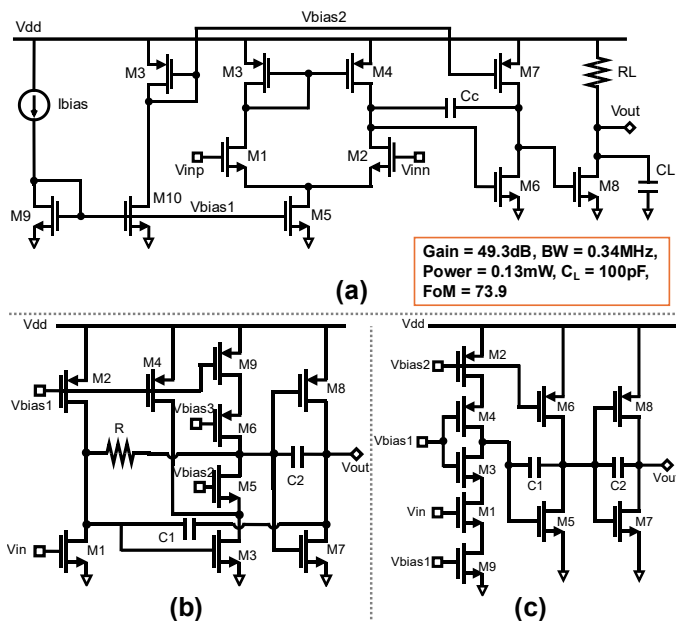 Vbias2
Vdd
M3
M3
M4
M7
RL
Ibias
Cc
Vout
M1
M2
Vinp
Vinn
M10
M6
M8
CL
M9
Vbias1
M5
(a)
Gain = 49.3dB, BW = 0.34MHz,
Power = 0.13mW, CL = 100pF,
FoM = 73.9
Vdd
M2
M4
M9
M8
Vbias1
Vbias3
M6
R
Vbias2
M5
C2
Vout
C1
Vin
M1
M3
M7
(b)
Vdd
M2
Vbias2
M4
M6
M8
Vbias1
M3
C1
C2
Vout
Vin
M1
M5
M7
Vbias1
M9
(c)